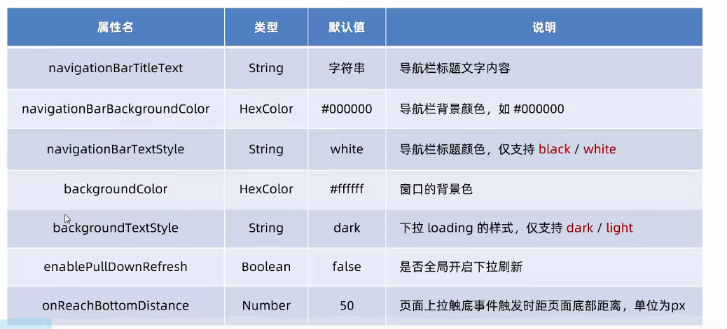 属性名 类型 默认值 说明
navigationBarTitleText String 字符串 导航栏标题文字内容
navigationBarBackgroundColor HexColor #000000 导航栏背景颜色，如 #000000
navigationBarTextStyle String white 导航栏标题颜色，仅支持 black / white
backgroundColor HexColor #ffffff 窗口的背景色
backgroundTextStyle String dark 下拉 loading 的样式，仅支持 dark / light
enablePullDownRefresh Boolean false 是否全局开启下拉刷新
onReachBottomDistance Number 50 页面上拉触底事件触发时距页面底部距离，单位为px